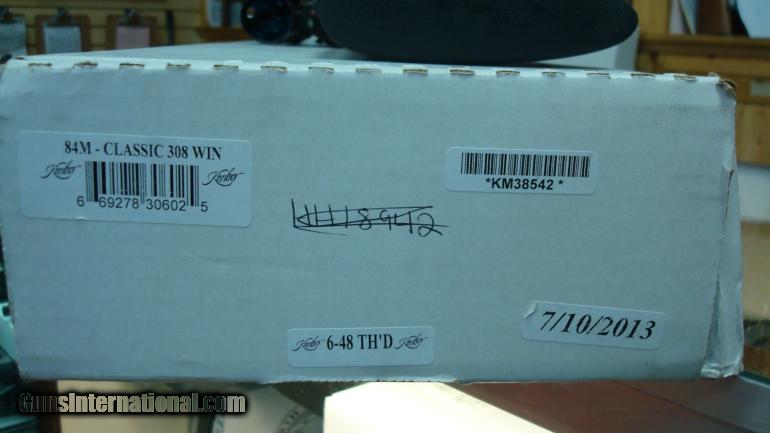 84M - CLASSIC 308 WIN
Kimber Kimber
6 69278 30602 5
*KM38542 *
Kimber 6-48 TH'D Kimber
7/10/2013
GunsInternational.com